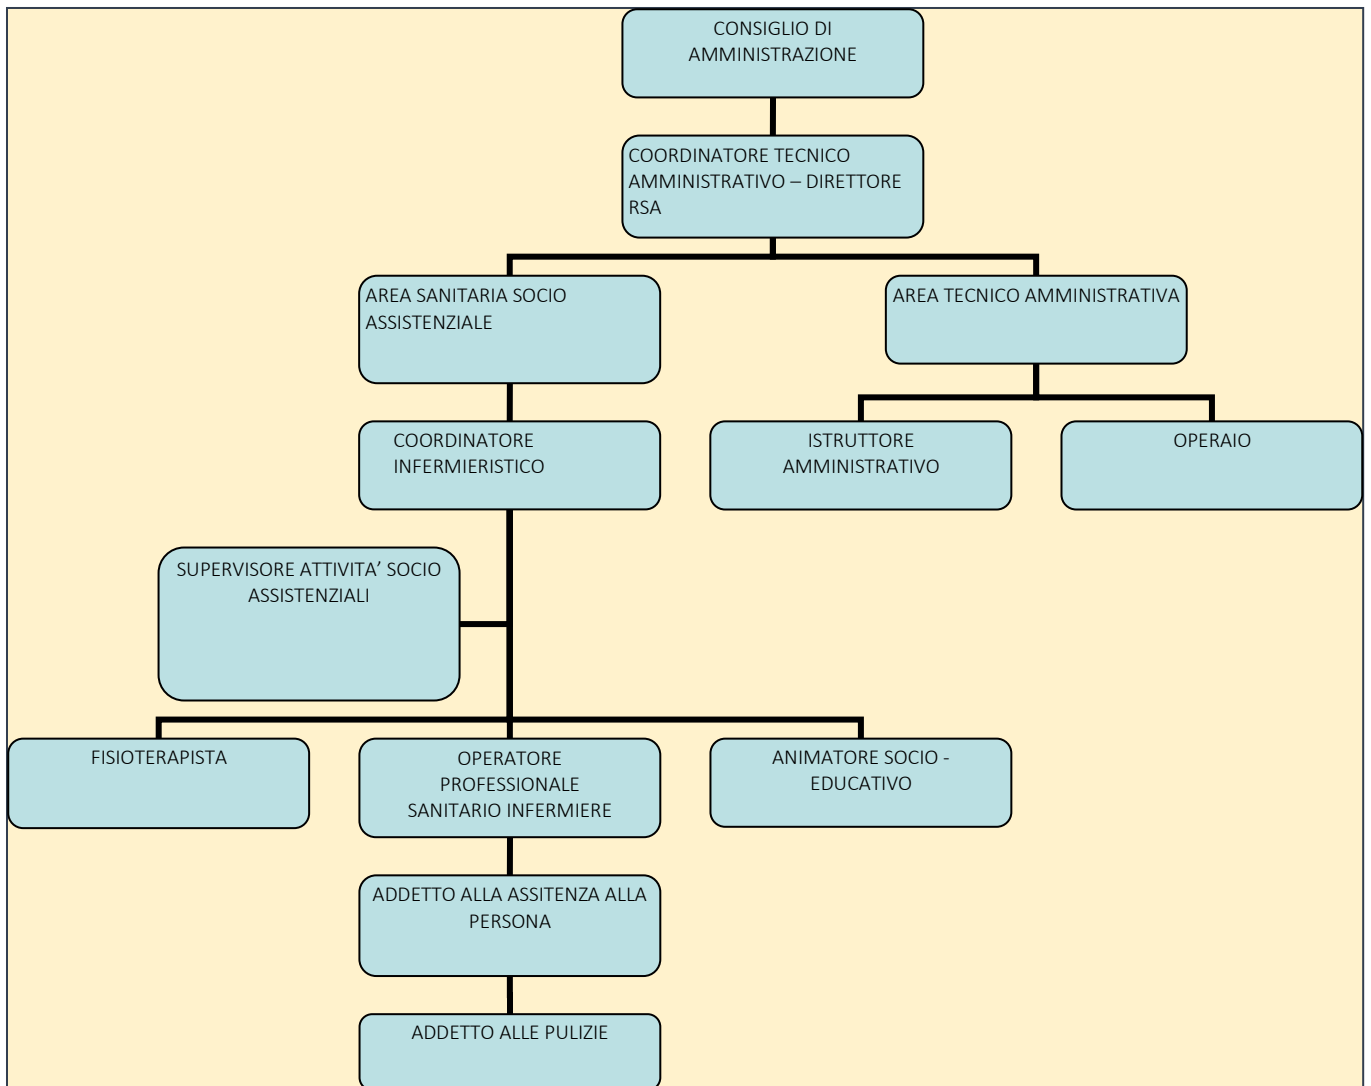 CONSIGLIO DI
AMMINISTRAZIONE
COORDINATORE TECNICO
AMMINISTRATIVO – DIRETTORE
RSA
AREA SANITARIA SOCIO
ASSISTENZIALE
AREA TECNICO AMMINISTRATIVA
COORDINATORE
INFERMIERISTICO
ISTRUTTORE
AMMINISTRATIVO
OPERAIO
SUPERVISORE ATTIVITA’ SOCIO
ASSISTENZIALI
FISIOTERAPISTA
OPERATORE
PROFESSIONALE
SANITARIO INFERMIERE
ANIMATORE SOCIO -
EDUCATIVO
ADDETTO ALLA ASSITENZA ALLA
PERSONA
ADDETTO ALLE PULIZIE